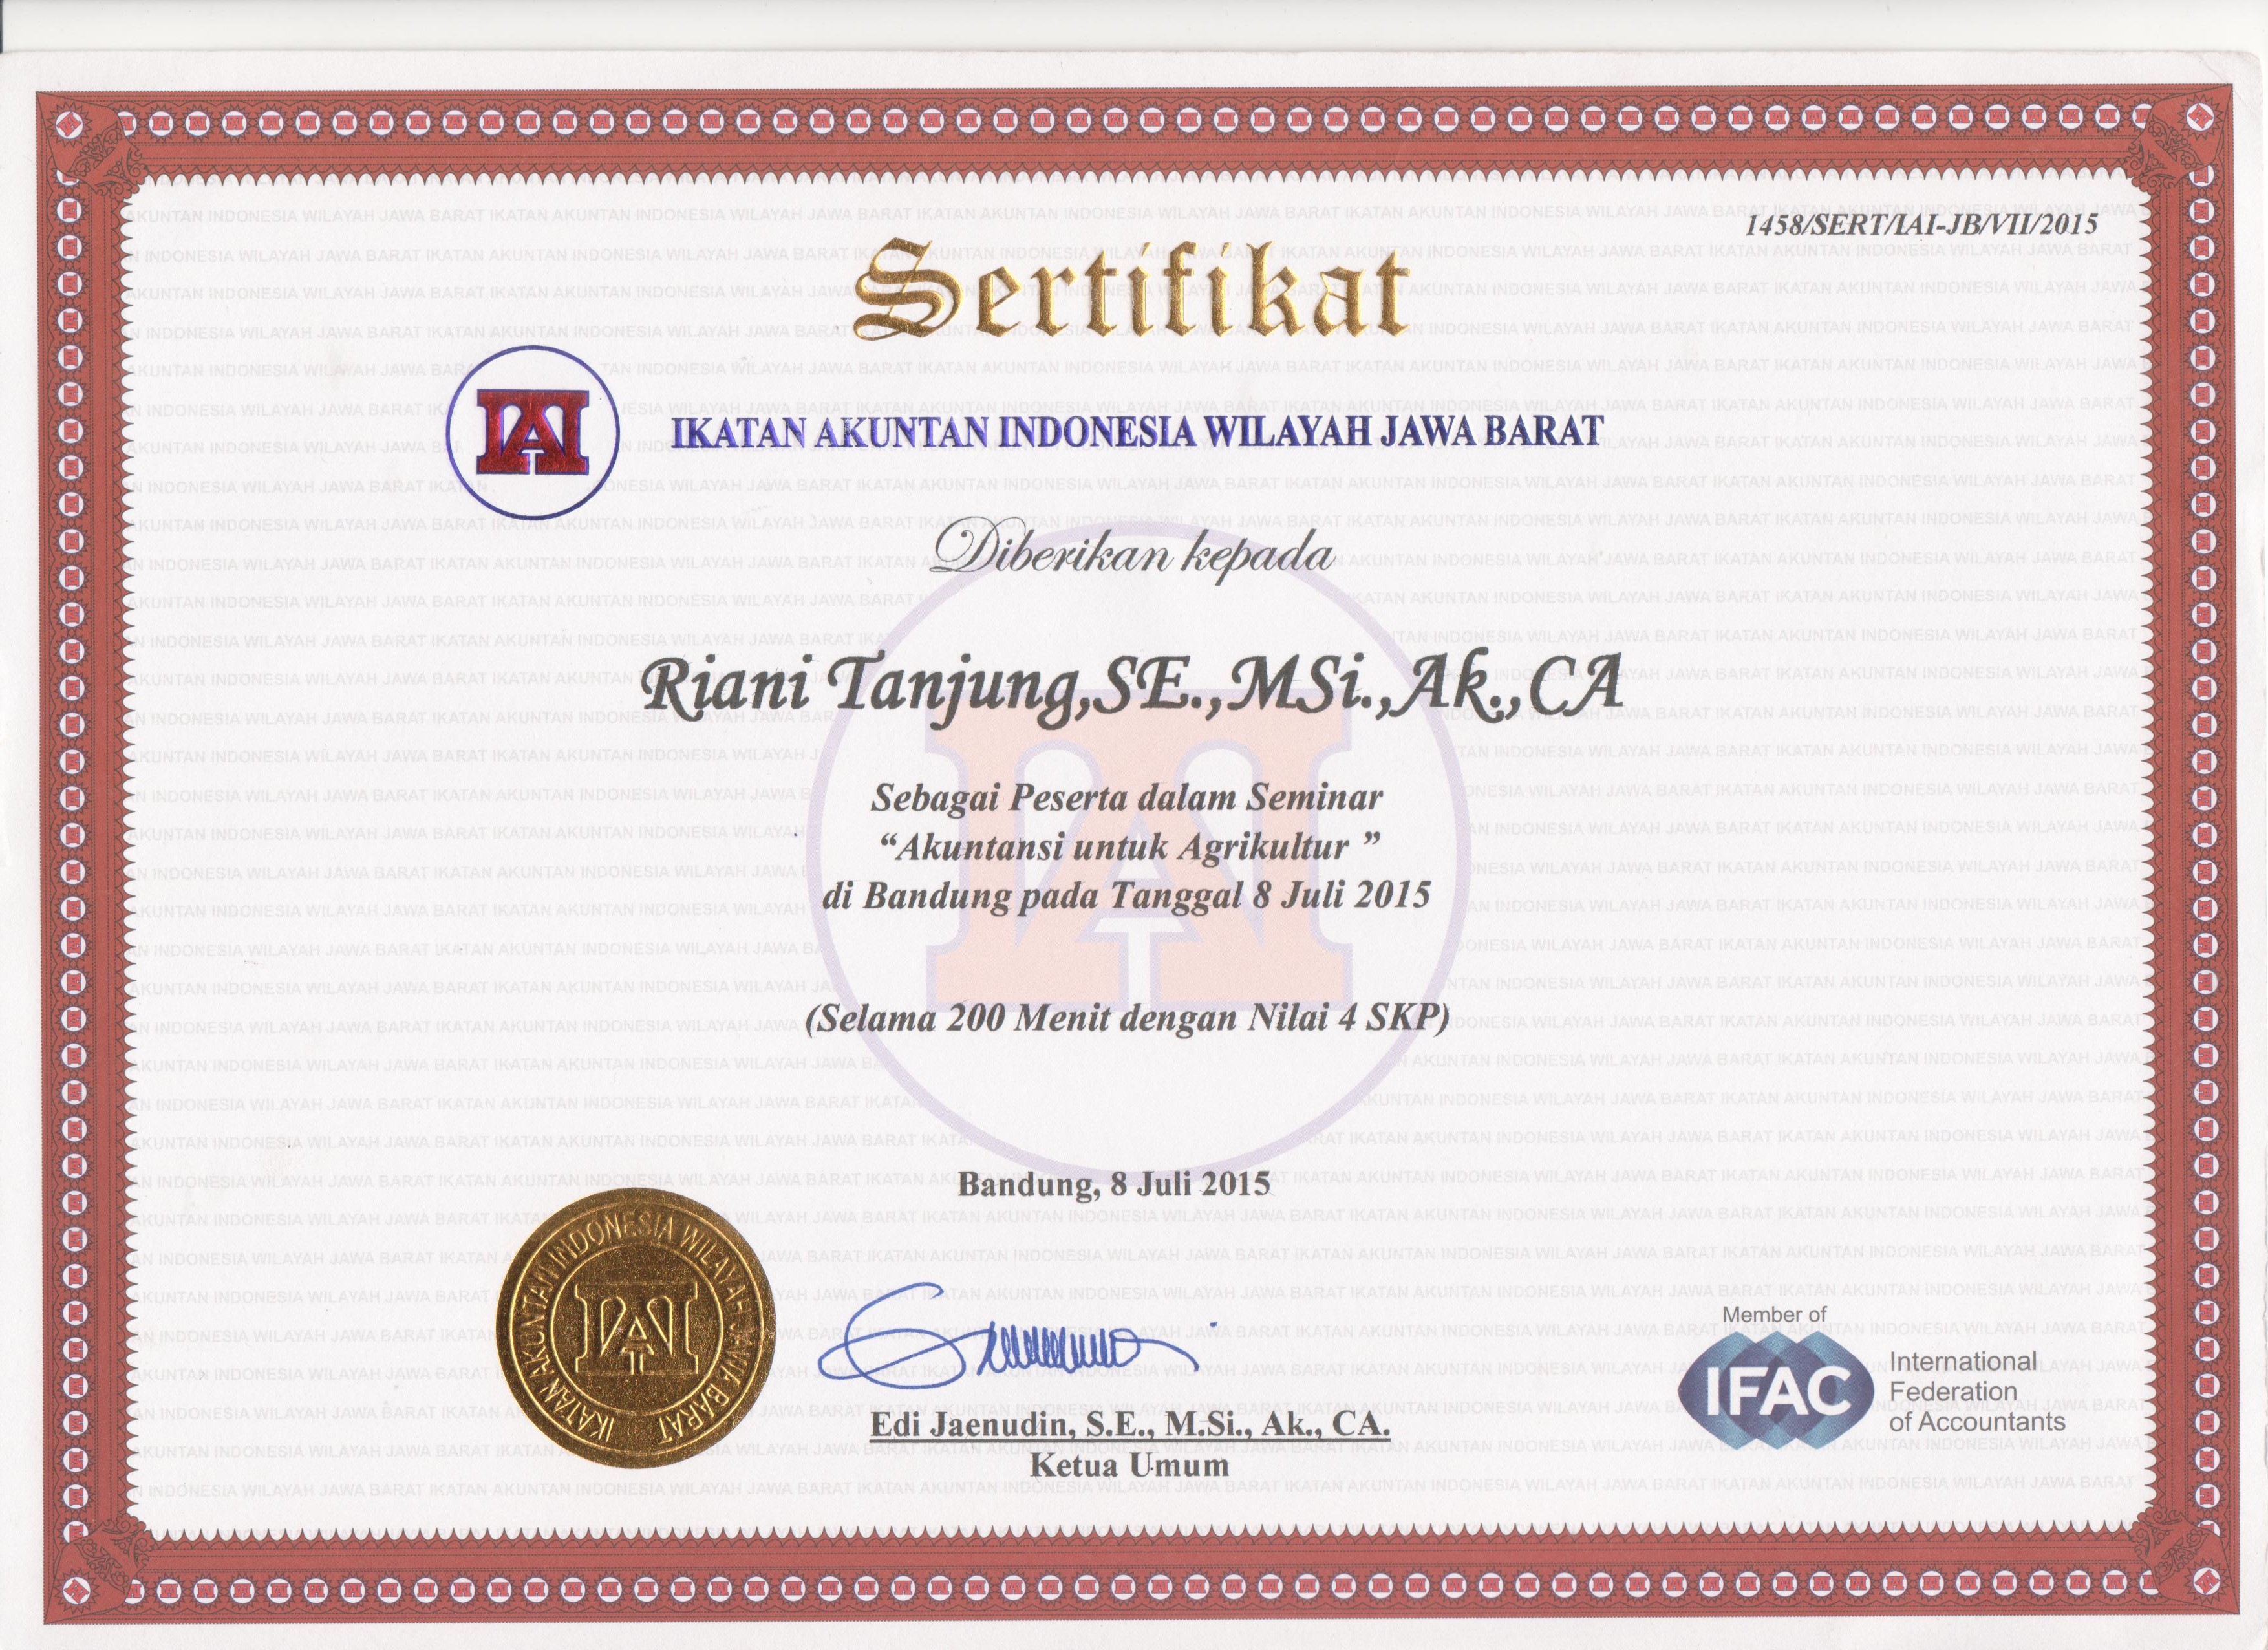 1458/SERT/IAI-JB/VII/2015
Sertifikat
IAI
IKATAN AKUNTAN INDONESIA WILAYAH JAWA BARAT
Diberikan kepada
Riani Tanjung,SE.,MSi.,Ak.,CA
Sebagai Peserta dalam Seminar
“Akuntansi untuk Agrikultur ”
di Bandung pada Tanggal 8 Juli 2015
(Selama 200 Menit dengan Nilai 4 SKP)
Bandung, 8 Juli 2015
IKATAN AKUNTAN INDONESIA WILAYAH JAWA BARAT
IAI
Edi Jaenudin, S.E., M.Si., Ak., CA.
Ketua Umum
Member of
IFAC
International
Federation
of Accountants